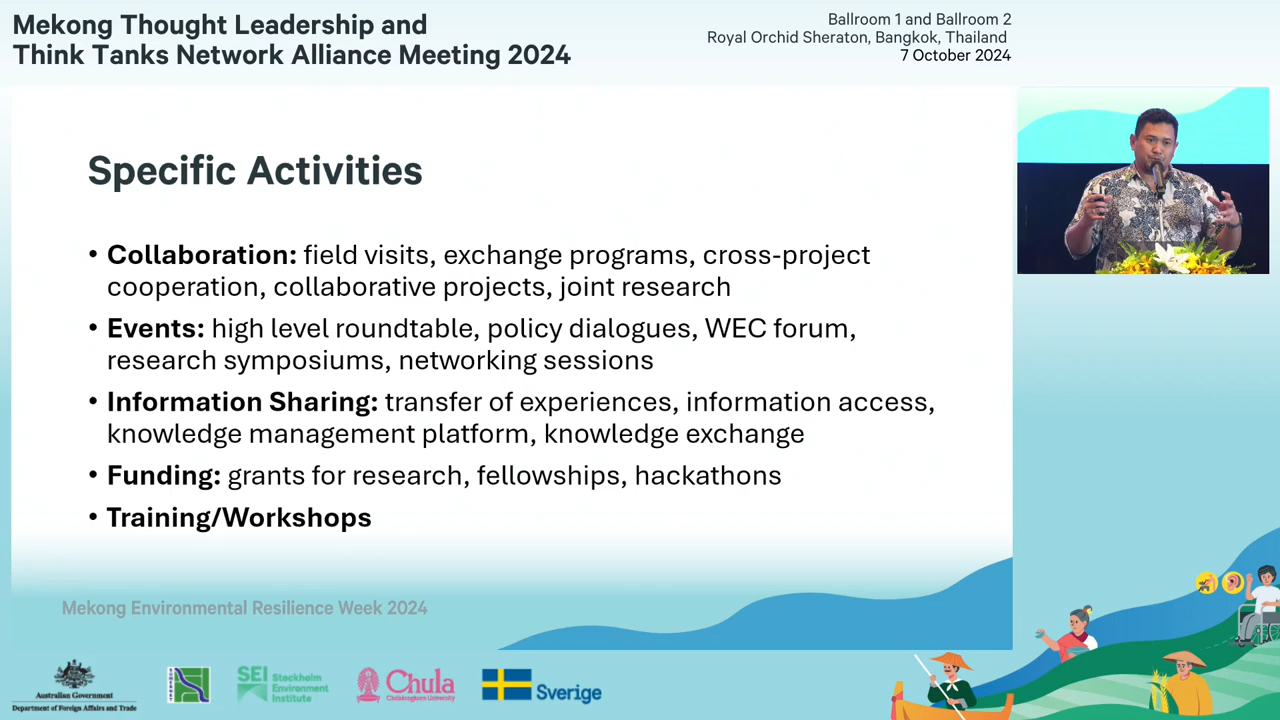 Mekong Thought Leadership and
Think Tanks Network Alliance Meeting 2024
Ballroom 1 and Ballroom 2
Royal Orchid Sheraton, Bangkok, Thailand
7 October 2024
Specific Activities
• Collaboration: field visits, exchange programs, cross-project
cooperation, collaborative projects, joint research
• Events: high level roundtable, policy dialogues, WEC forum,
research symposiums, networking sessions
• Information Sharing: transfer of experiences, information access,
knowledge management platform, knowledge exchange
• Funding: grants for research, fellowships, hackathons
• Training/Workshops
Mekong Environmental Resilience Week 2024
Australian Government
Department of Foreign Affairs and Trade
SEI Stockholm
Environment
Institute
Chula
Chulalongkorn University
Sverige